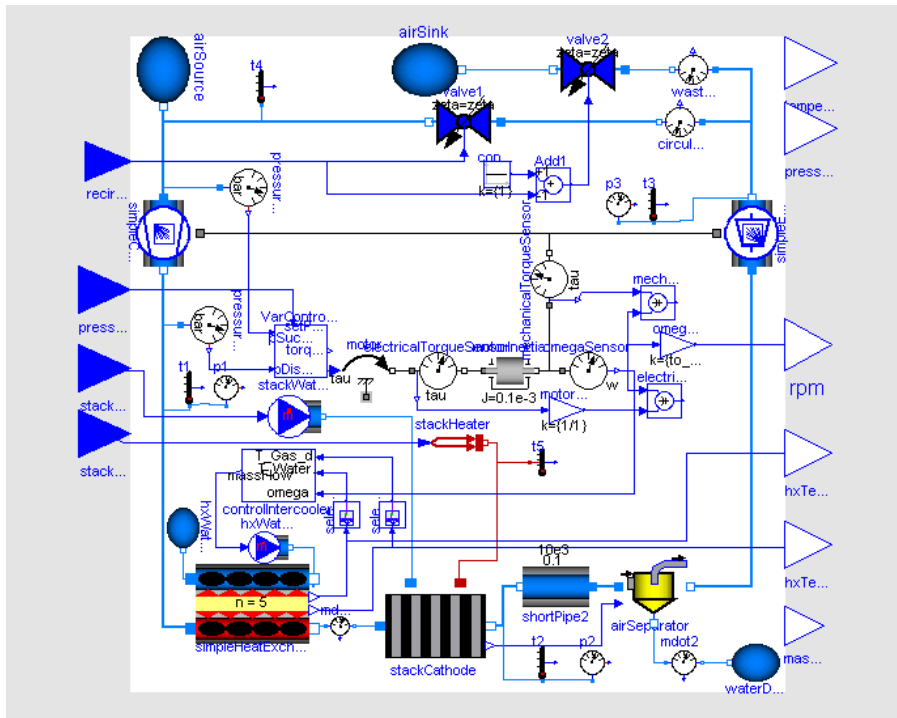 airSource
airSink
valve2
zeta=zeta
t4
wast...
valve1
zeta=zeta
circul...
press...
recir...
pressur...
bar
con...
k={1}
Add1
+1
-1
p3
t3
simpleC...
simpleE...
mechanicalTorqueSensor
tau
press...
pressur...
bar
VarContro...
pSuc...
torq...
pDis...
stackWat...
motor
tau
electricalTorqueSensor
tau
J=0.1e-3
omegaSensor
w
mech...
omeg...
k={to_...
electri...
motor...
k={1/1}
rpm
t1
p1
stack...
stack...
stackHeater
t5
T_Gas_d...
T_Water
massFlow
omega
controlIntercooler
sele...
sele...
hxWat...
hxWat...
hxTe...
hxTe...
n = 5
simpleHeatExch...
md...
stackCathode
10e3
0.1
shortPipe2
airSeparator
t2
p2
mdot2
waterD...
mas...